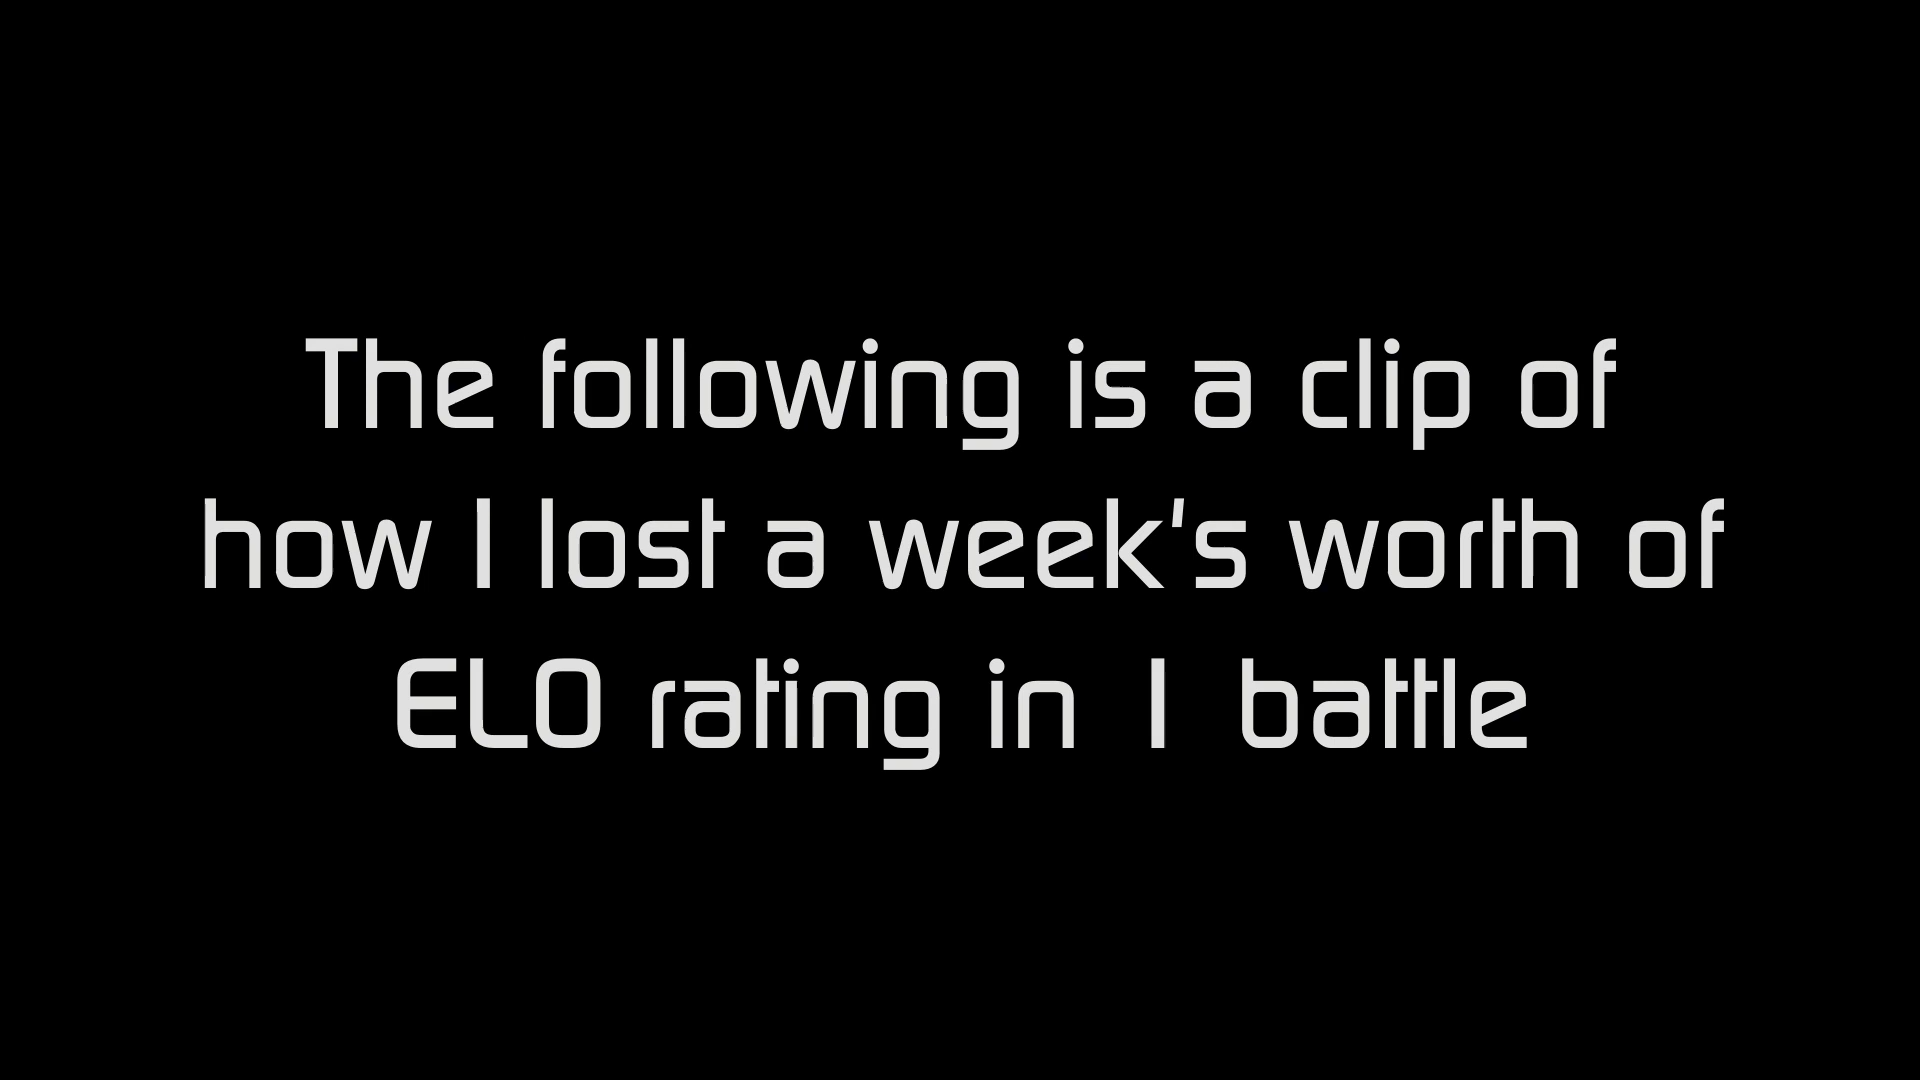 The following is a clip of
how I lost a week's worth of
ELO rating in 1 battle